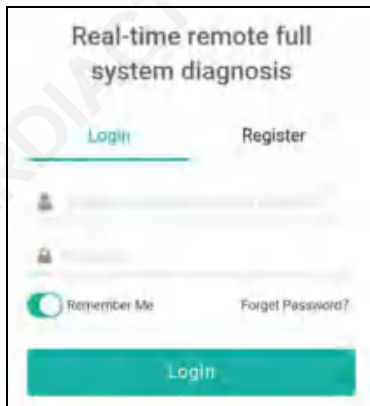 Real-time remote full
system diagnosis
Login Register
Remember Me Forget Password?
Login